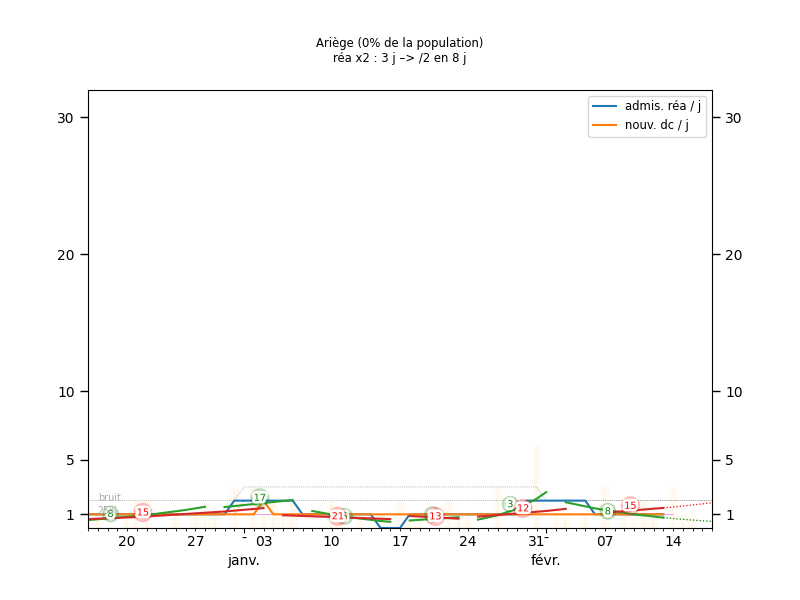 Ariège (0% de la population)
réa x2 : 3 j –> /2 en 8 j
admis. réa / j
nouv. dc / j
30 30
20 20
10 10
5 5
bruit
1 1
8 15 17 21 13 3 12 8 15
20 27 03 10 17 24 31 07 14
janv. févr.